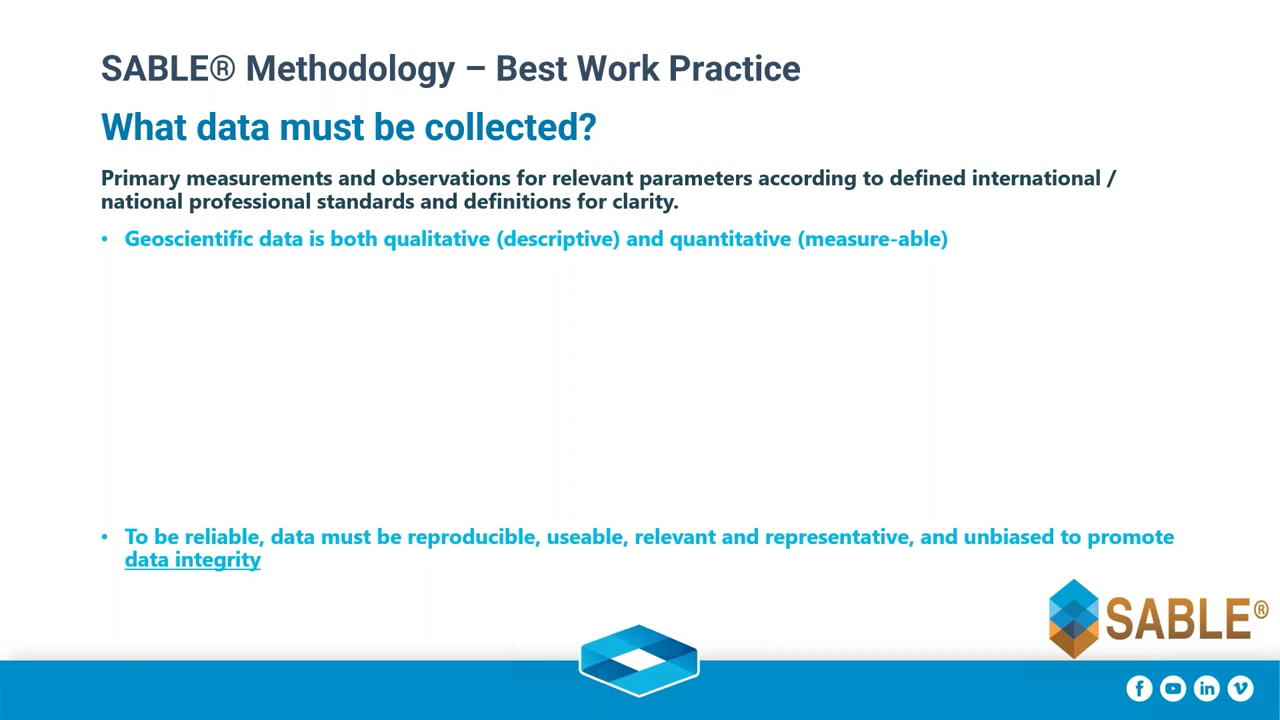 SABLE® Methodology – Best Work Practice
What data must be collected?
Primary measurements and observations for relevant parameters according to defined international /
national professional standards and definitions for clarity.
• Geoscientific data is both qualitative (descriptive) and quantitative (measure-able)
• To be reliable, data must be reproducible, useable, relevant and representative, and unbiased to promote
data integrity
SABLE®